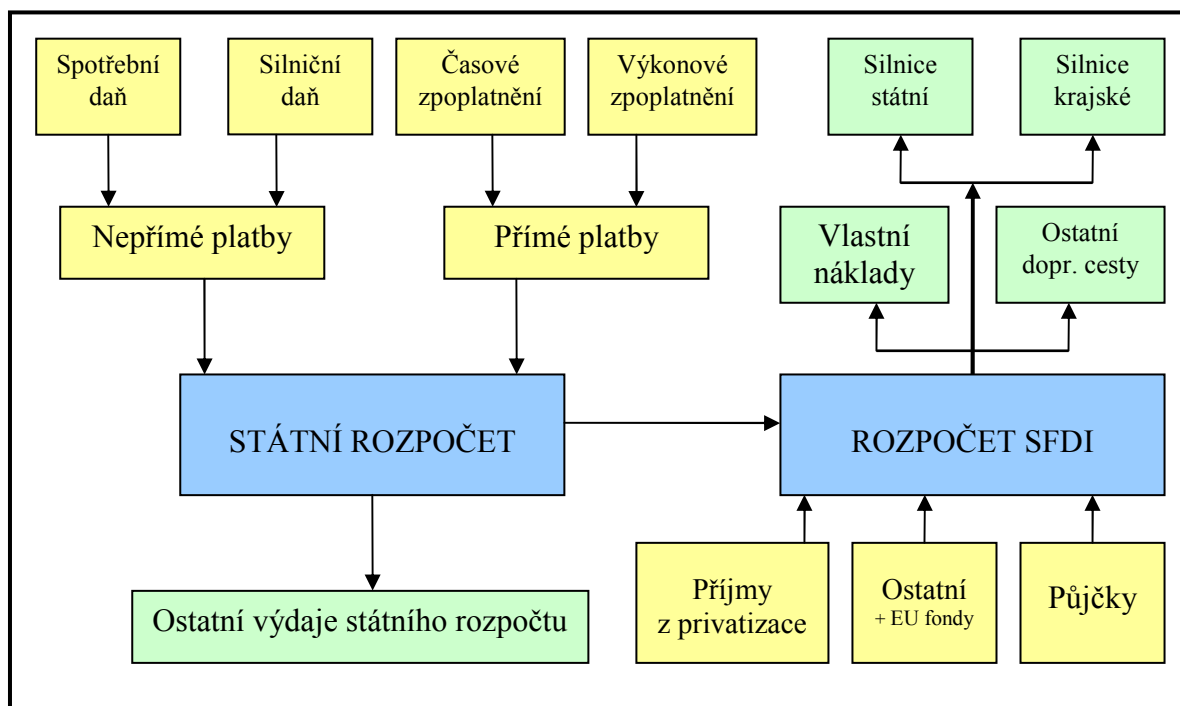 Spotřební
daň
Silniční
daň
Časové
zpoplatnění
Výkonové
zpoplatnění
Silnice
státní
Silnice
krajské
Nepřímé platby
Přímé platby
Vlastní
náklady
Ostatní
dopr. cesty
STÁTNÍ ROZPOČET
ROZPOČET SFDI
Ostatní výdaje státního rozpočtu
Příjmy
z privatizace
Ostatní
+ EU fondy
Půjčky